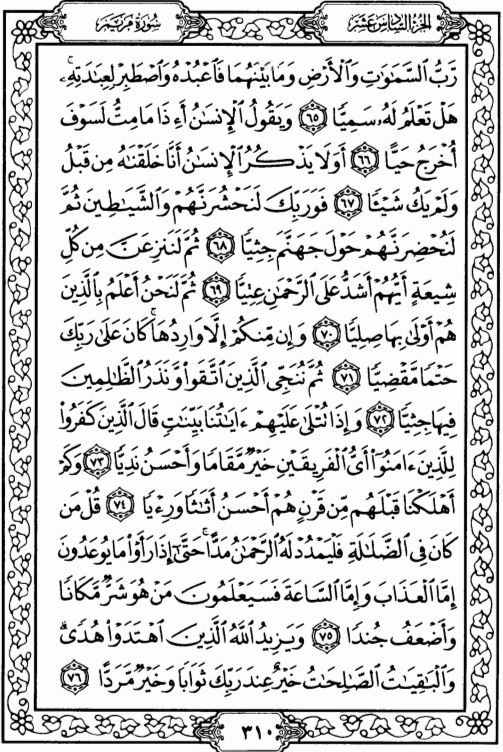 سورة مريم
الجزء السادس عشر
رَّبُّ السَّمَٰوَٰتِ وَالْأَرْضِ وَمَا بَيْنَهُمَا فَاعْبُدْهُ وَاصْطَبِرْ لِعِبَٰدَتِهِۦ ۚ
هَلْ تَعْلَمُ لَهُۥ سَمِيًّا ٦٥ وَيَقُولُ الْإِنسَٰنُ أَءِذَا مَا مِتُّ لَسَوْفَ
أُخْرَجُ حَيًّا ٦٦ أَوَلَا يَذْكُرُ الْإِنسَٰنُ أَنَّا خَلَقْنَٰهُ مِن قَبْلُ
وَلَمْ يَكُ شَيْـًٔا ٦٧ فَوَرَبِّكَ لَنَحْشُرَنَّهُمْ وَالشَّيَٰطِينَ ثُمَّ
لَنُحْضِرَنَّهُمْ حَوْلَ جَهَنَّمَ جِثِيًّا ٦٨ ثُمَّ لَنَنزِعَنَّ مِن كُلِّ
شِيعَةٍ أَيُّهُمْ أَشَدُّ عَلَى الرَّحْمَٰنِ عِتِيًّا ٦٩ ثُمَّ لَنَحْنُ أَعْلَمُ بِالَّذِينَ
هُمْ أَوْلَىٰ بِهَا صِلِيًّا ٧٠ وَإِن مِّنكُمْ إِلَّا وَارِدُهَا ۚ كَانَ عَلَىٰ رَبِّكَ
حَتْمًا مَّقْضِيًّا ٧١ ثُمَّ نُنَجِّي الَّذِينَ اتَّقَوا وَّنَذَرُ الظَّٰلِمِينَ
فِيهَا جِثِيًّا ٧٢ وَإِذَا تُتْلَىٰ عَلَيْهِمْ ءَايَٰتُنَا بَيِّنَٰتٍ قَالَ الَّذِينَ كَفَرُوا
لِلَّذِينَ ءَامَنُوٓا أَيُّ الْفَرِيقَيْنِ خَيْرٌ مَّقَامًا وَأَحْسَنُ نَدِيًّا ٧٣ وَكَمْ
أَهْلَكْنَا قَبْلَهُم مِّن قَرْنٍ هُمْ أَحْسَنُ أَثَٰثًا وَرِءْيًا ٧٤ قُلْ مَن
كَانَ فِي الضَّلَٰلَةِ فَلْيَمْدُدْ لَهُ الرَّحْمَٰنُ مَدًّا ۚ حَتَّىٰٓ إِذَا رَأَوْا مَا يُوعَدُونَ
إِمَّا الْعَذَابَ وَإِمَّا السَّاعَةَ فَسَيَعْلَمُونَ مَنْ هُوَ شَرٌّ مَّكَانًا
وَأَضْعَفُ جُندًا ٧٥ وَيَزِيدُ اللَّهُ الَّذِينَ اهْتَدَوْا هُدًى ۗ
وَالْبَٰقِيَٰتُ الصَّٰلِحَٰتُ خَيْرٌ عِندَ رَبِّكَ ثَوَابًا وَخَيْرٌ مَّرَدًّا ٧٦
٣١٠